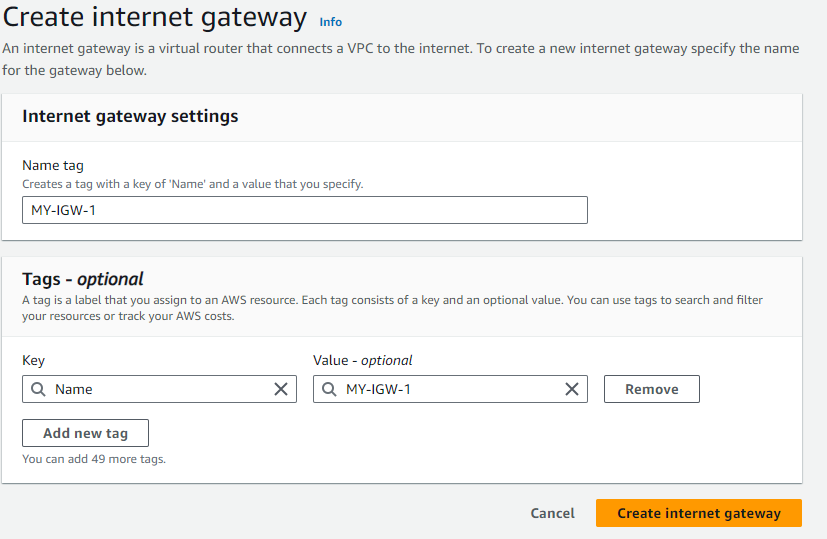 Create internet gateway Info
An internet gateway is a virtual router that connects a VPC to the internet. To create a new internet gateway specify the name
for the gateway below.
Internet gateway settings
Name tag
Creates a tag with a key of 'Name' and a value that you specify.
MY-IGW-1
Tags - optional
A tag is a label that you assign to an AWS resource. Each tag consists of a key and an optional value. You can use tags to search and filter
your resources or track your AWS costs.
Key Value - optional
Name MY-IGW-1 Remove
Add new tag
You can add 49 more tags.
Cancel Create internet gateway